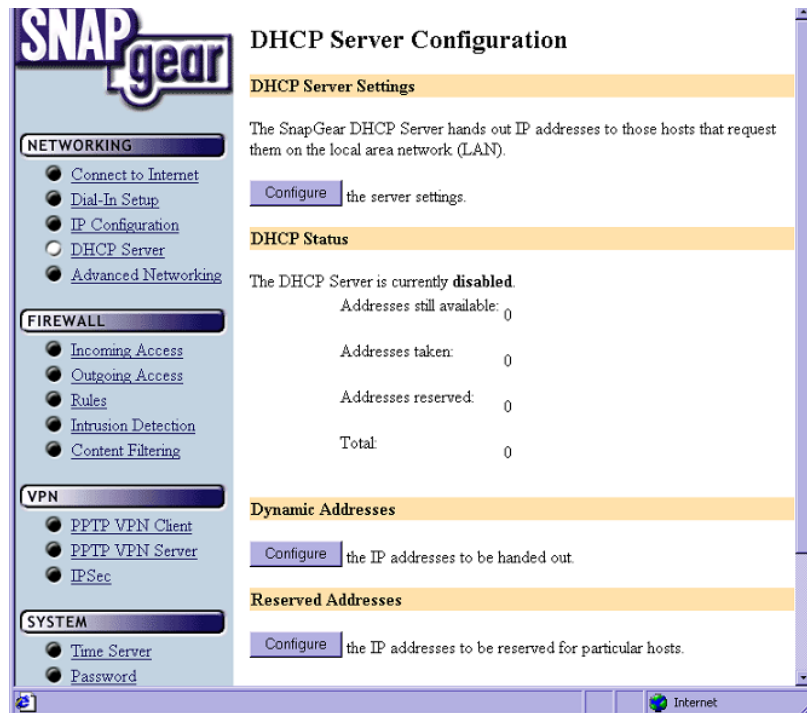 SNAP
gear
NETWORKING
Connect to Internet
Dial-In Setup
IP Configuration
DHCP Server
Advanced Networking
FIREWALL
Incoming Access
Outgoing Access
Rules
Intrusion Detection
Content Filtering
VPN
PPTP VPN Client
PPTP VPN Server
IPSec
SYSTEM
Time Server
Password
DHCP Server Configuration
DHCP Server Settings
The SnapGear DHCP Server hands out IP addresses to those hosts that request
them on the local area network (LAN).
Configure the server settings.
DHCP Status
The DHCP Server is currently disabled.
Addresses still available: 0
Addresses taken: 0
Addresses reserved: 0
Total: 0
Dynamic Addresses
Configure the IP addresses to be handed out.
Reserved Addresses
Configure the IP addresses to be reserved for particular hosts.
Internet